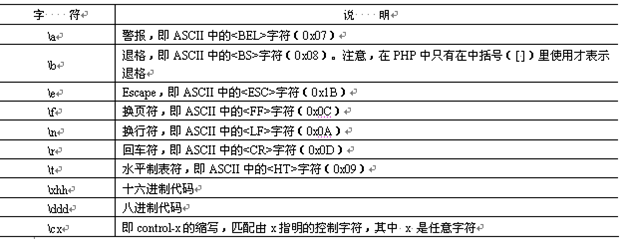 字 符 说 明
\a 警报，即 ASCII 中的<BEL>字符(0x07)
\b 退格，即 ASCII 中的<BS>字符(0x08)。注意，在 PHP 中只有在中括号([])里使用才表示
退格
\e Escape，即 ASCII 中的<ESC>字符(0x1B)
\f 换页符，即 ASCII 中的<FF>字符(0x0C)
\n 换行符，即 ASCII 中的<LF>字符(0x0A)
\r 回车符，即 ASCII 中的<CR>字符(0x0D)
\t 水平制表符，即 ASCII 中的<HT>字符(0x09)
\xhh 十六进制代码
\ddd 八进制代码
\cx 即 control-x 的缩写，匹配由 x 指明的控制字符，其中 x 是任意字符